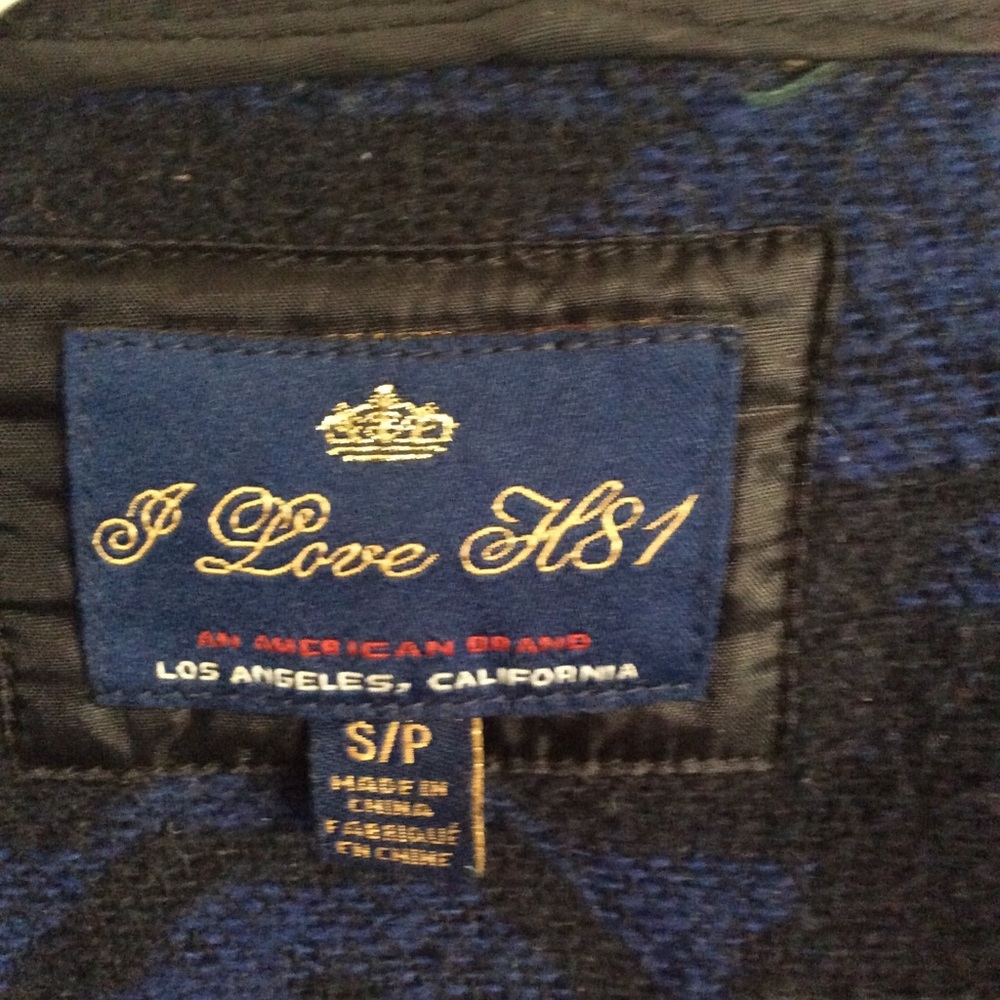 I Love H81
AN AMERICAN BRAND
LOS ANGELES, CALIFORNIA
S/P
MADE IN
CHINA
FABRIQUÉ
EN CHINE